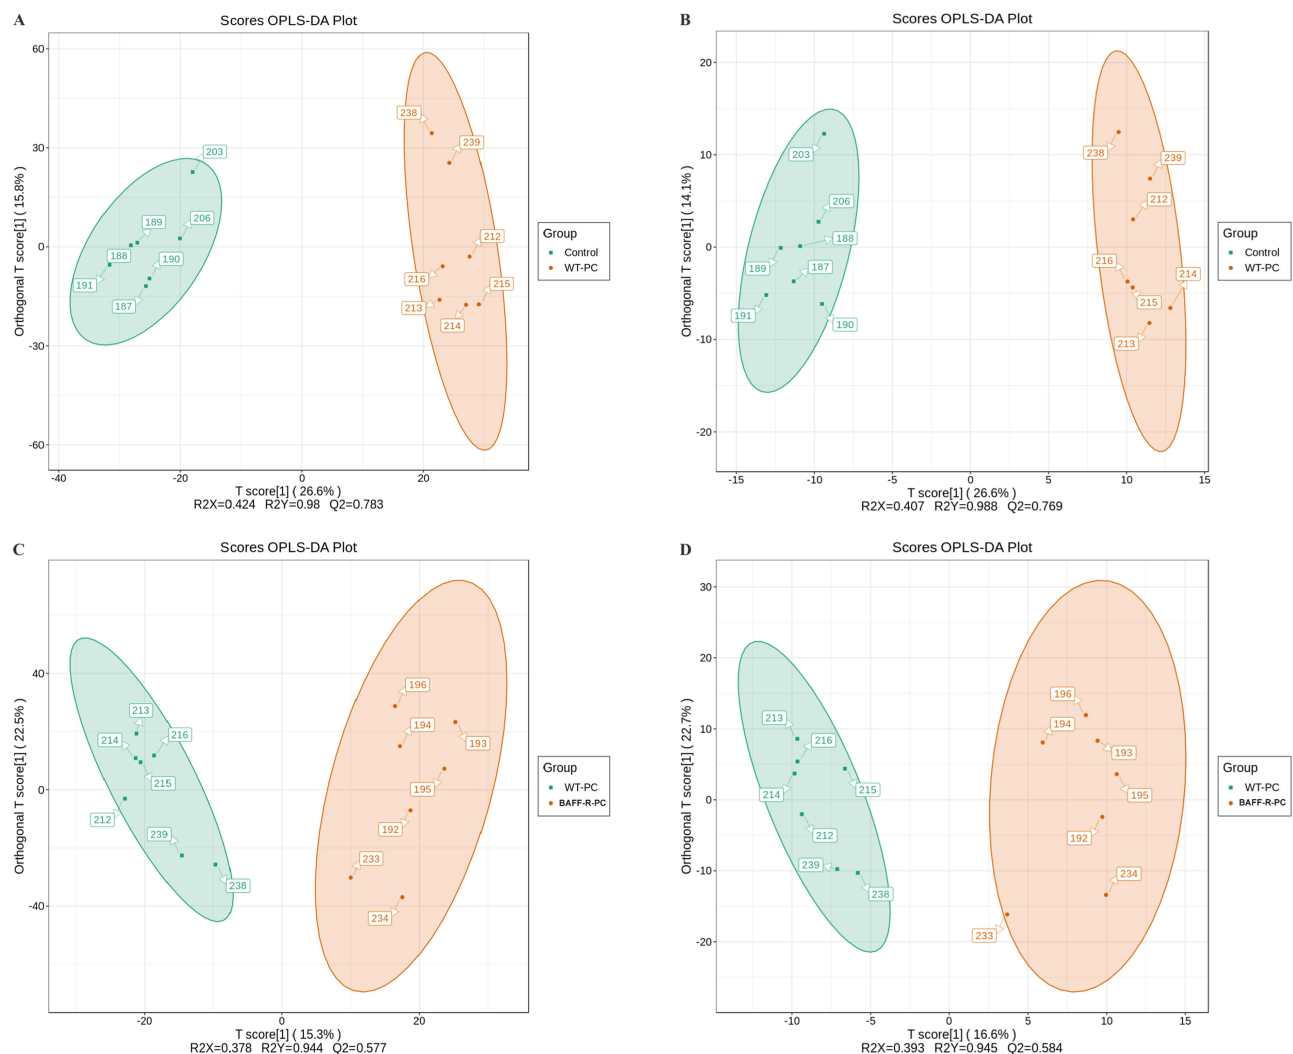 A
Scores OPLS-DA Plot
Orthogonal T score[1] ( 15.8% )
60
30
0
-30
-60
238
239
203
189
206
188
190
191
187
212
216
215
213
214
-40
-20
0
20
T score[1] ( 26.6% )
R2X=0.424 R2Y=0.98 Q2=0.783
Group
Control
WT-PC
B
Scores OPLS-DA Plot
Orthogonal T score[1] ( 14.1% )
20
10
0
-10
-20
203
206
188
189
187
191
190
238
239
212
216
214
215
213
-15
-10
-5
0
5
10
15
T score[1] ( 26.6% )
R2X=0.407 R2Y=0.988 Q2=0.769
Group
Control
WT-PC
C
Scores OPLS-DA Plot
Orthogonal T score[1] ( 22.5% )
40
0
-40
213
214
216
215
212
239
238
196
194
193
195
192
233
234
-20
0
20
T score[1] ( 15.3% )
R2X=0.378 R2Y=0.944 Q2=0.577
Group
WT-PC
BAFF-R-PC
D
Scores OPLS-DA Plot
Orthogonal T score[1] ( 22.7% )
30
20
10
0
-10
-20
213
216
214
215
212
239
238
196
194
193
195
192
234
233
-10
-5
0
5
10
15
T score[1] ( 16.6% )
R2X=0.393 R2Y=0.945 Q2=0.584
Group
WT-PC
BAFF-R-PC